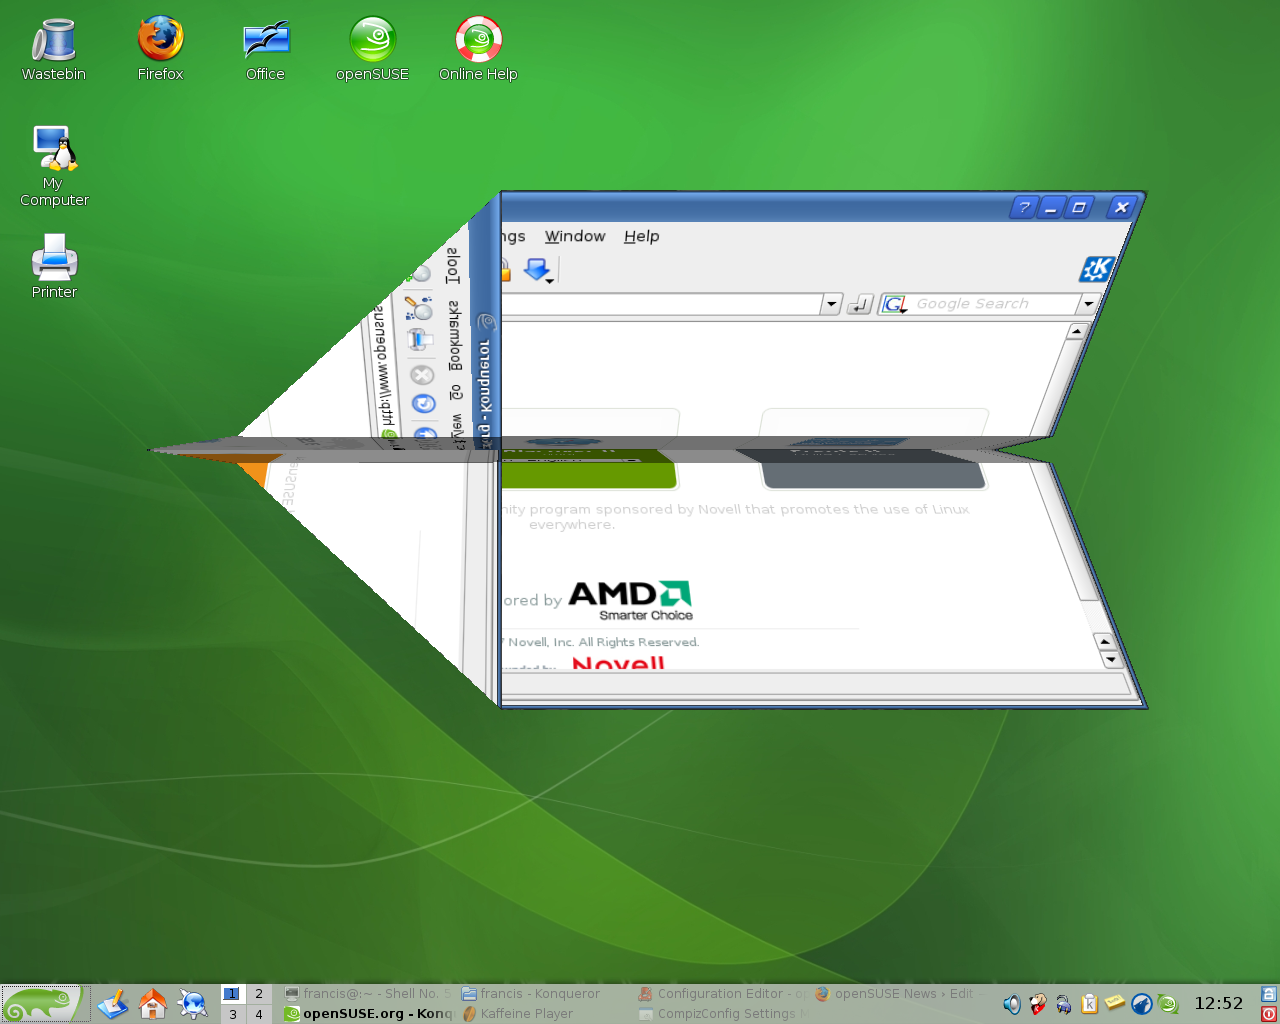 Wastebin
Firefox
Office
openSUSE
Online Help
My
Computer
Printer
ngs Window Help
Google Search
Tools
Bookmarks
Go
View
http://www.opensus
- Konqueror
nity program sponsored by Novell that promotes the use of Linux
everywhere.
ored by AMD
Smarter Choice
Novell, Inc. All Rights Reserved.
Novell
1 2
3 4
francis@:~ - Shell No. 5
francis - Konqueror
Configuration Editor - op
openSUSE News › Edit
openSUSE.org - Konq
Kaffeine Player
CompizConfig Settings M
12:52